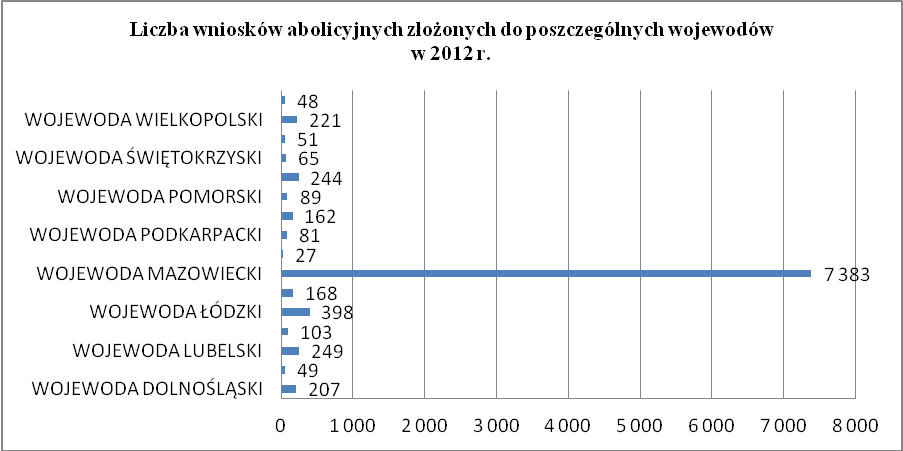 Liczba wniosków abolicyjnych złożonych do poszczególnych wojewodów
w 2012 r.
48
WOJEWODA WIELKOPOLSKI 221
51
WOJEWODA ŚWIĘTOKRZYSKI 65
244
WOJEWODA POMORSKI 89
162
WOJEWODA PODKARPACKI 81
27
WOJEWODA MAZOWIECKI 7 383
168
WOJEWODA ŁÓDZKI 398
103
WOJEWODA LUBELSKI 249
49
WOJEWODA DOLNOŚLĄSKI 207
0 1 000 2 000 3 000 4 000 5 000 6 000 7 000 8 000